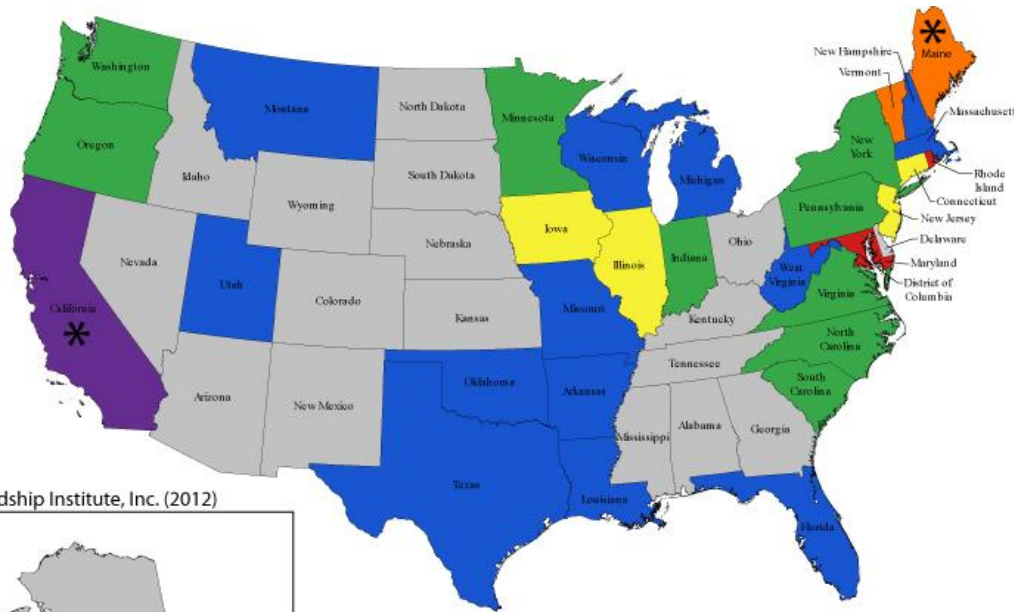 *
Maine
New Hampshire
Vermont
Massachusett
Washington
Montana
North Dakota
Minnesota
Oregon
Idaho
Wisconsin
New
York
South Dakota
Michigan
Rhode
Island
Wyoming
Connecticut
Pennsylvania
Iowa
New Jersey
Nebraska
Ohio
Delaware
Illinois
Indiana
Nevada
Maryland
West
Virginia
District of
Columbia
Utah
Virginia
California
*
Colorado
Kansas
Missouri
Kentucky
North
Carolina
Tennessee
Oklahoma
South
Carolina
Arkansas
Arizona
New Mexico
Mississippi
Alabama
Georgia
Texas
Louisiana
Florida
dship Institute, Inc. (2012)